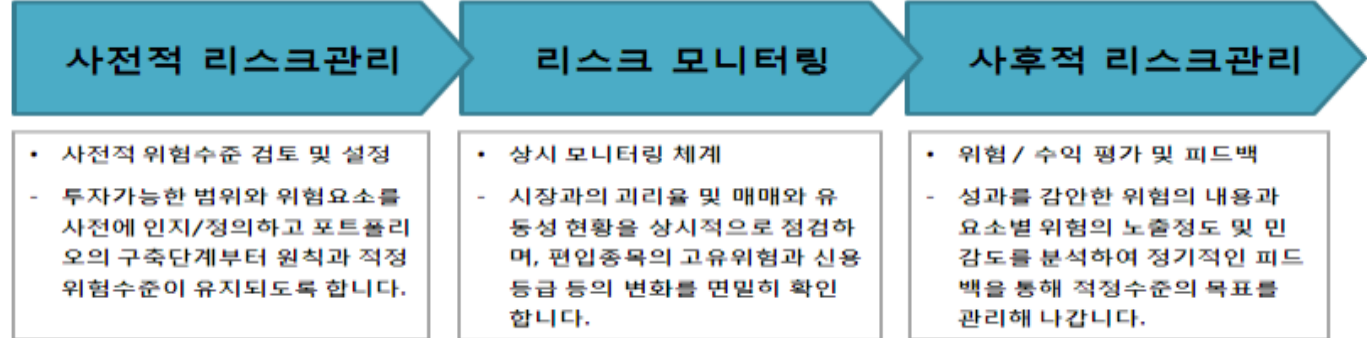 사전적 리스크관리
리스크 모니터링
사후적 리스크관리
• 사전적 위험수준 검토 및 설정
- 투자가능한 범위와 위험요소를
사전에 인지/정의하고 포트폴리
오의 구축단계부터 원칙과 적정
위험수준이 유지되도록 합니다.
• 상시 모니터링 체계
- 시장과의 괴리율 및 매매와 유
동성 현황을 상시적으로 점검하
며, 편입종목의 고유위험과 신용
등급 등의 변화를 면밀히 확인
합니다.
• 위험 / 수익 평가 및 피드백
- 성과를 감안한 위험의 내용과
요소별 위험의 노출정도 및 민
감도를 분석하여 정기적인 피드
백을 통해 적정수준의 목표를
관리해 나갑니다.